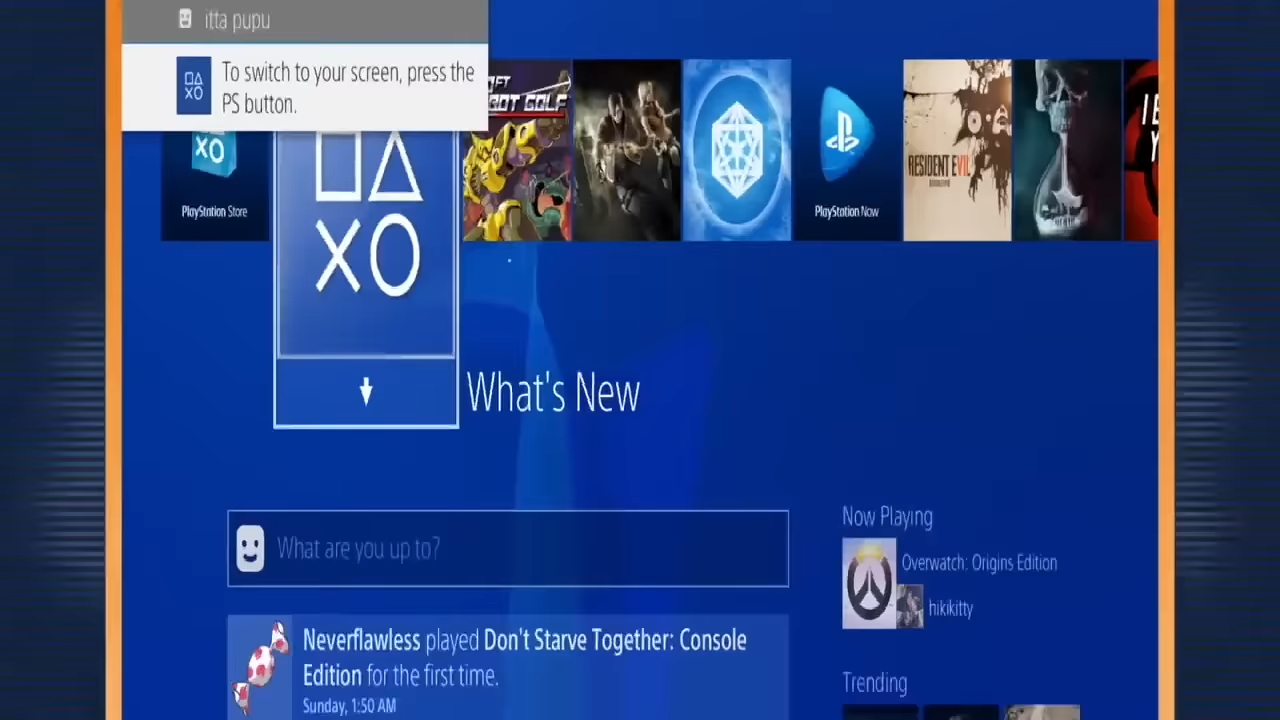 itta pupu
To switch to your screen, press the
PS button.
BOT GOLF
PlayStation Store
PlayStation Now
RESIDENT EVIL
What's New
What are you up to?
Now Playing
Overwatch: Origins Edition
hikikitty
Neverflawless played Don't Starve Together: Console
Edition for the first time.
Sunday, 1:50 AM
Trending